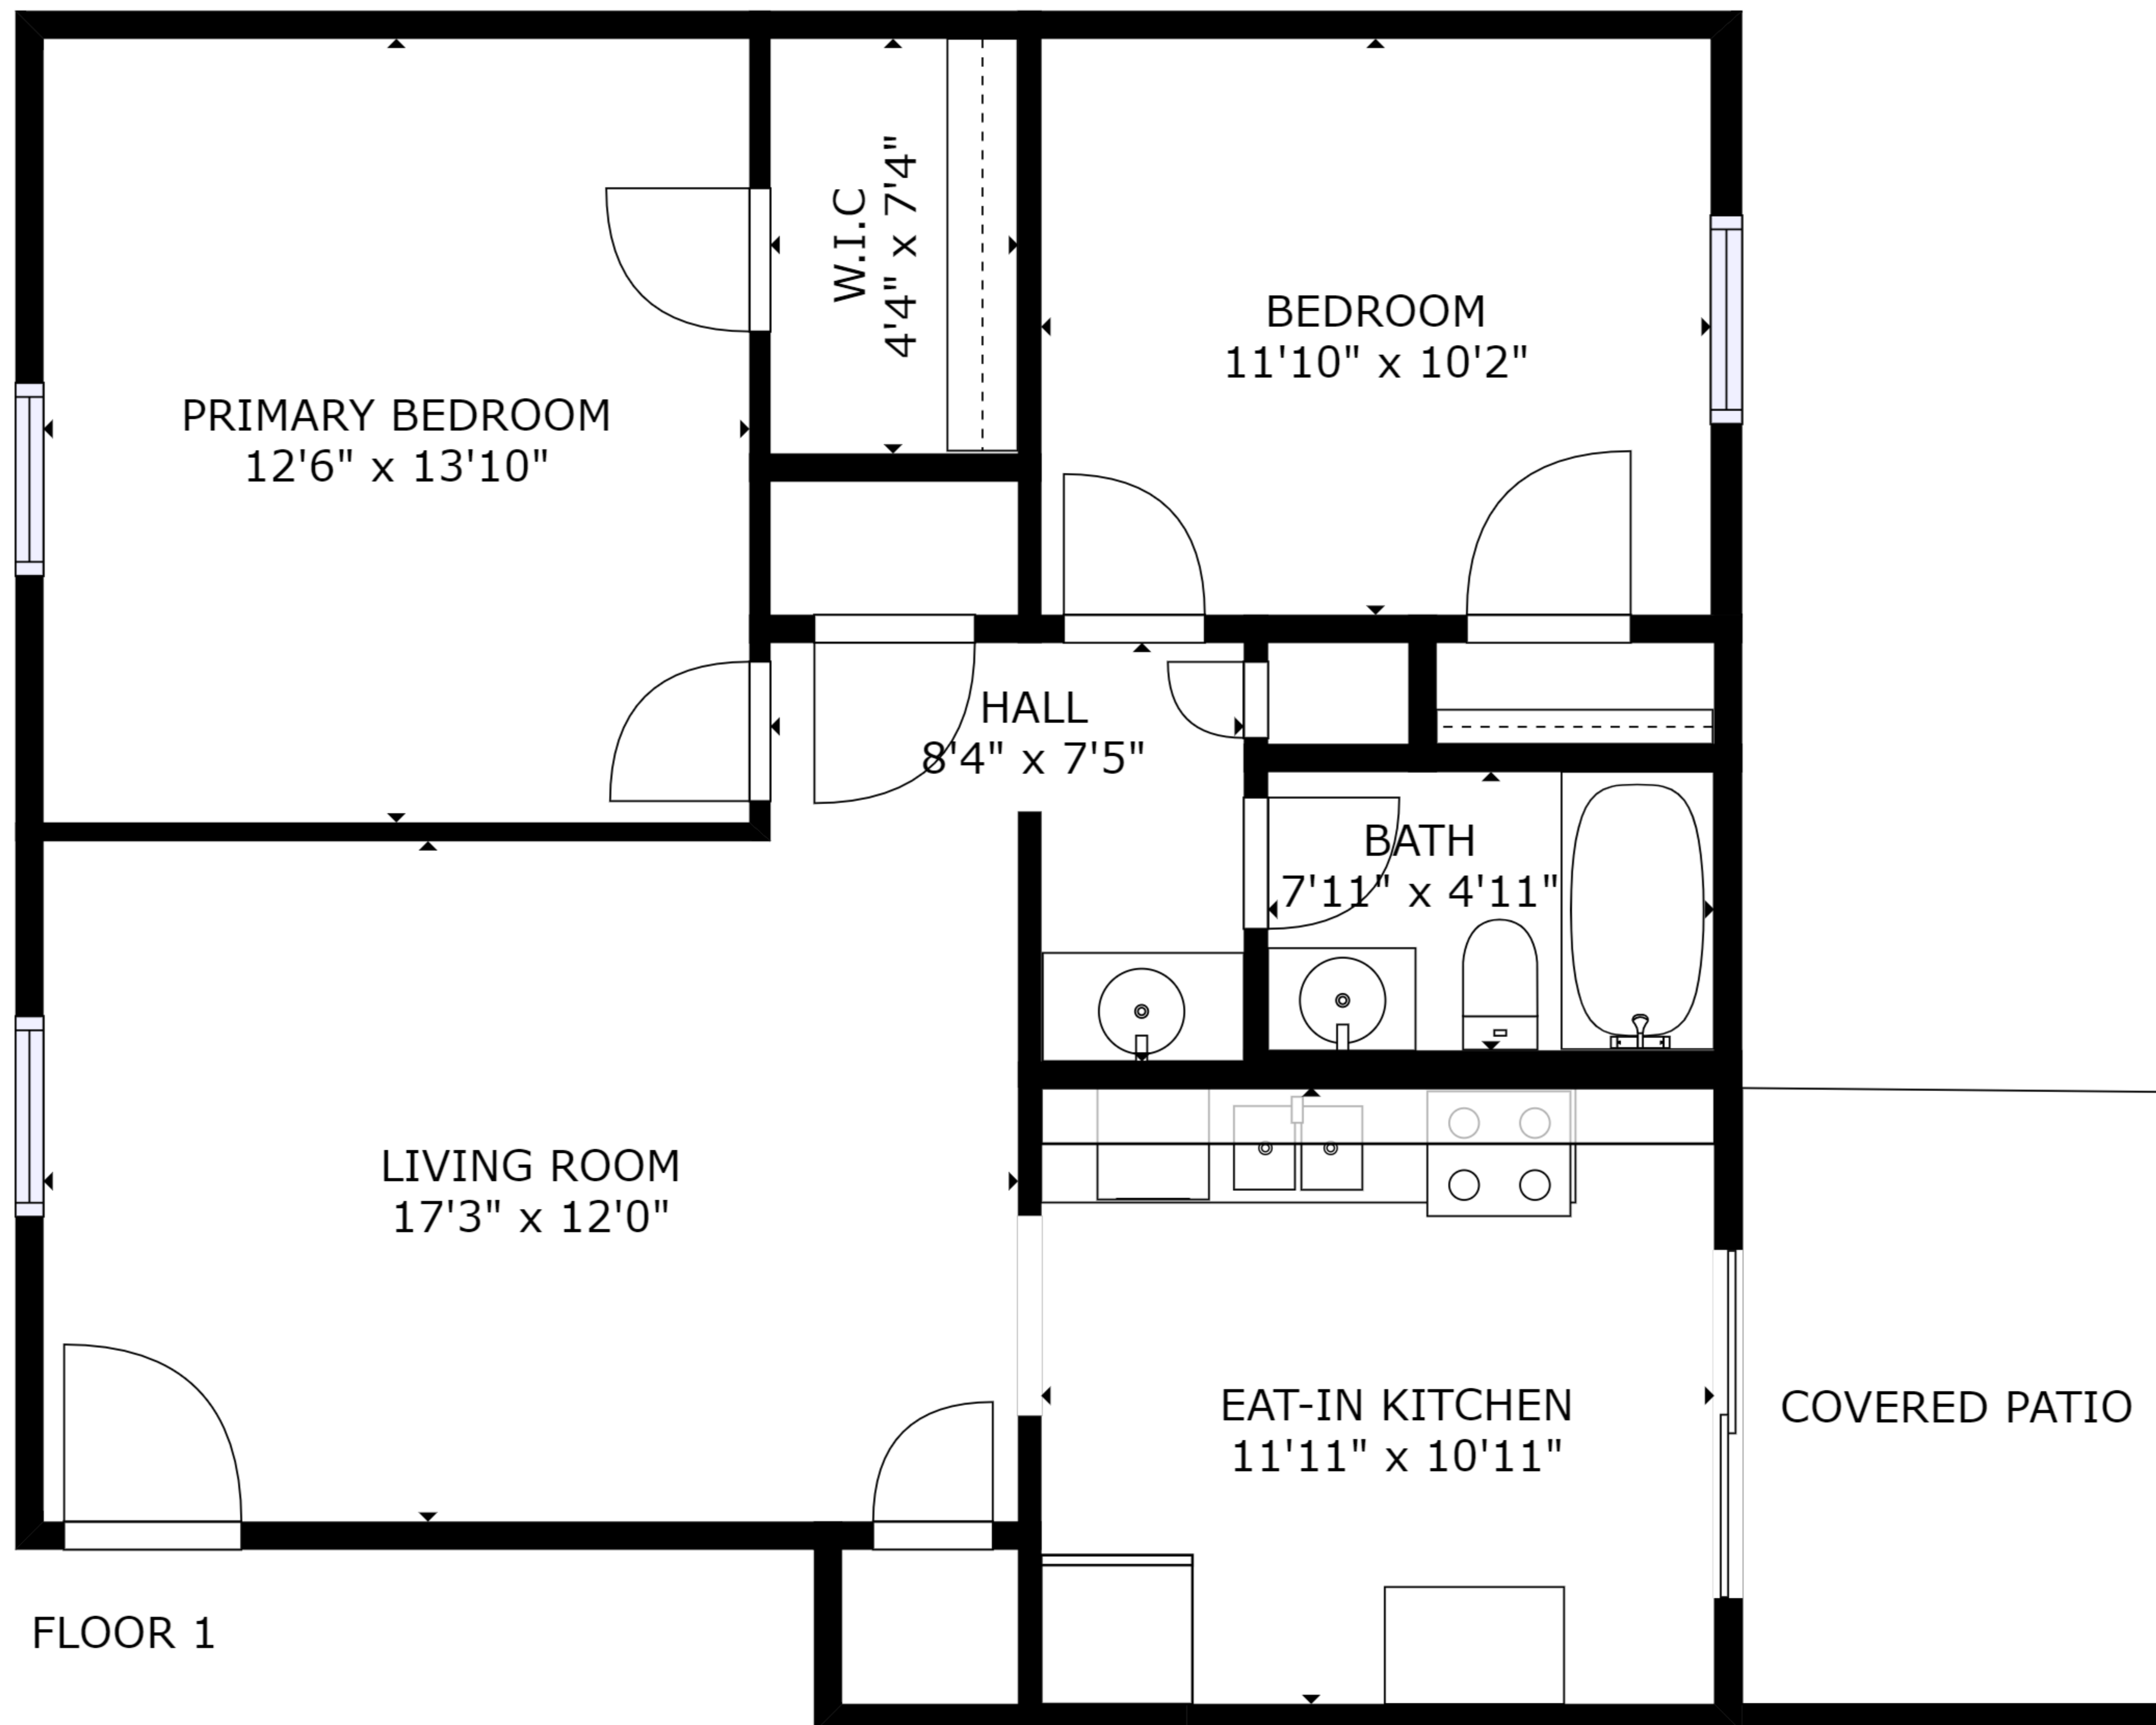 W.I.C
4'4" x 7'4"
BEDROOM
11'10" x 10'2"
PRIMARY BEDROOM
12'6" x 13'10"
HALL
8'4" x 7'5"
BATH
7'11" x 4'11"
LIVING ROOM
17'3" x 12'0"
EAT-IN KITCHEN
11'11" x 10'11"
COVERED PATIO
FLOOR 1